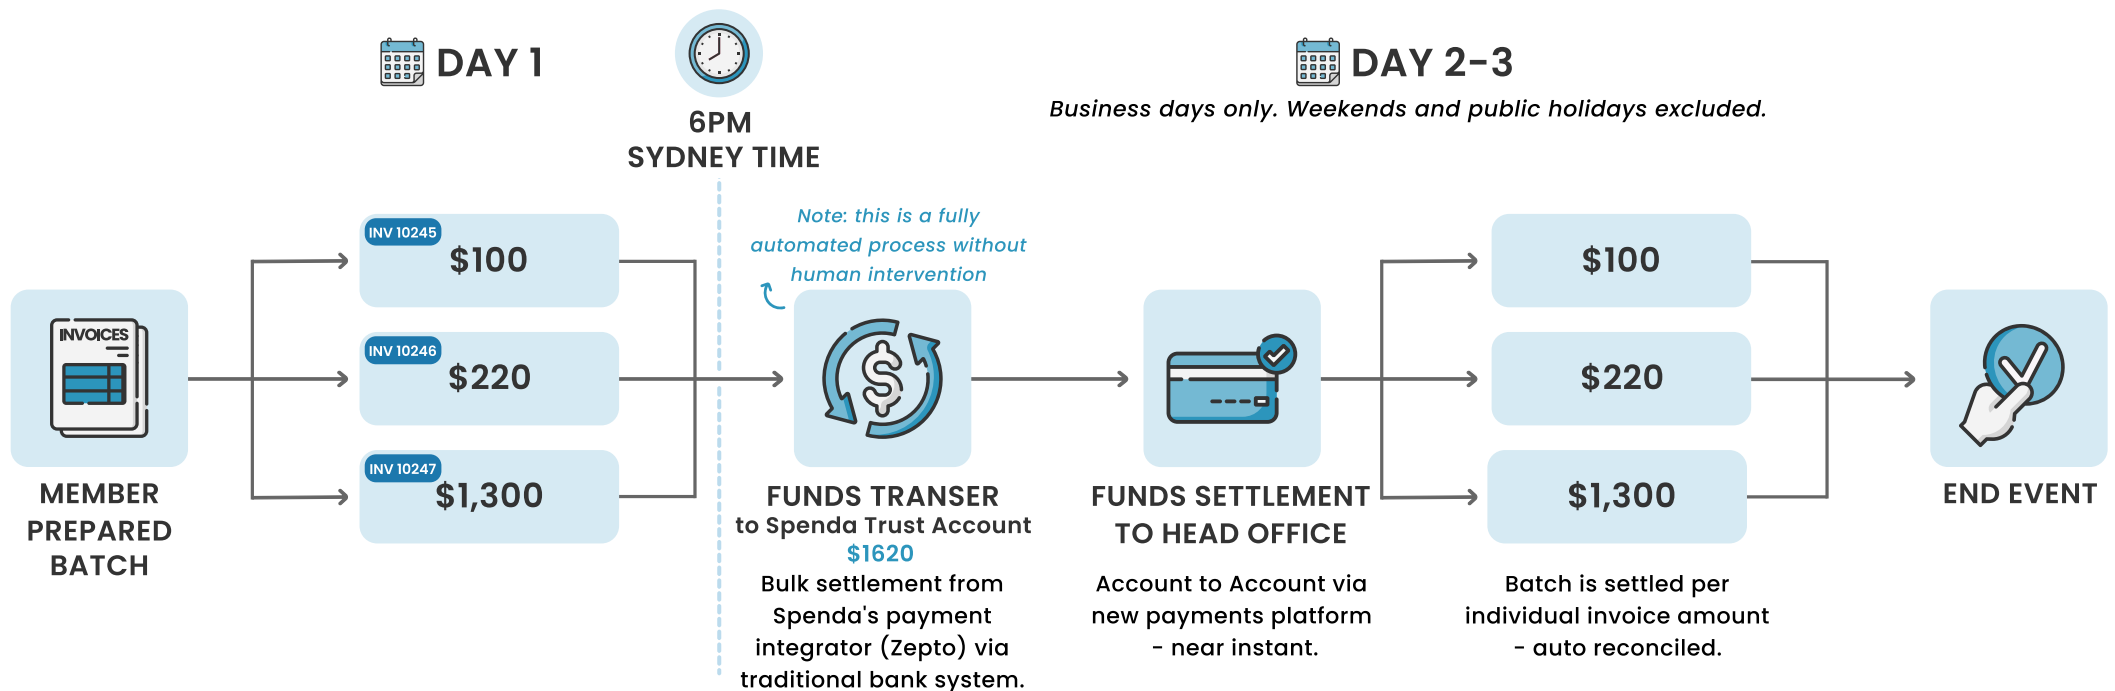 DAY 1
6PM
SYDNEY TIME
DAY 2-3
Business days only. Weekends and public holidays excluded.
INVOICES
MEMBER
PREPARED
BATCH
INV 10245
$100
INV 10246
$220
INV 10247
$1,300
Note: this is a fully
automated process without
human intervention
FUNDS TRANSER
to Spenda Trust Account
$1620
Bulk settlement from
Spenda's payment
integrator (Zepto) via
traditional bank system.
FUNDS SETTLEMENT
TO HEAD OFFICE
Account to Account via
new payments platform
- near instant.
$100
$220
$1,300
Batch is settled per
individual invoice amount
- auto reconciled.
END EVENT